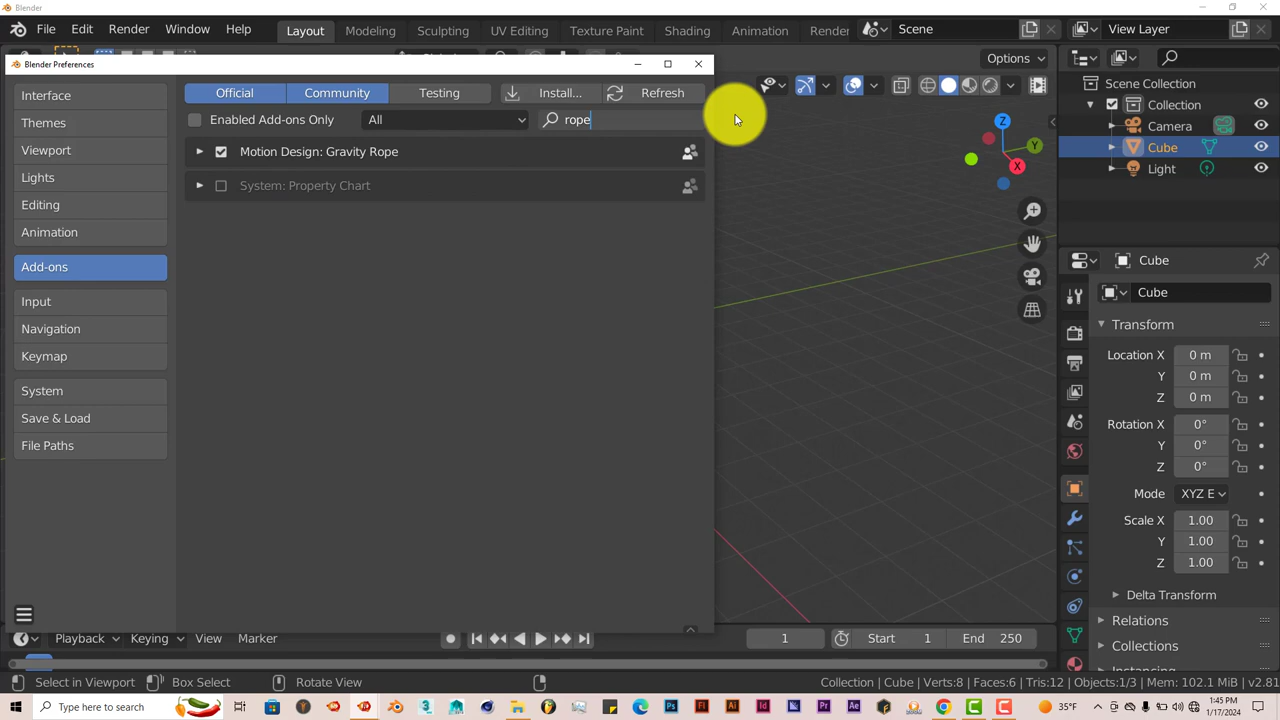 Blender
File Edit Render Window Help Layout Modeling Sculpting UV Editing Texture Paint Shading Animation Render Scene View Layer
Blender Preferences
Options
Interface
Themes
Viewport
Lights
Editing
Animation
Add-ons
Input
Navigation
Keymap
System
Save & Load
File Paths
Official Community Testing Install... Refresh
Enabled Add-ons Only All rope
Motion Design: Gravity Rope
System: Property Chart
Z
Y
X
Scene Collection
Collection
Camera
Cube
Light
Cube
Cube
Transform
Location X 0 m
Y 0 m
Z 0 m
Rotation X 0°
Y 0°
Z 0°
Mode XYZ E
Scale X 1.00
Y 1.00
Z 1.00
Delta Transform
Relations
Collections
Playback Keying View Marker 1 Start 1 End 250
Select in Viewport Box Select Rotate View Collection | Cube | Verts:8 | Faces:6 | Tris:12 | Objects:1/3 | Mem: 102.1 MiB | v2.81
Type here to search 35°F 1:45 PM
1/17/2024